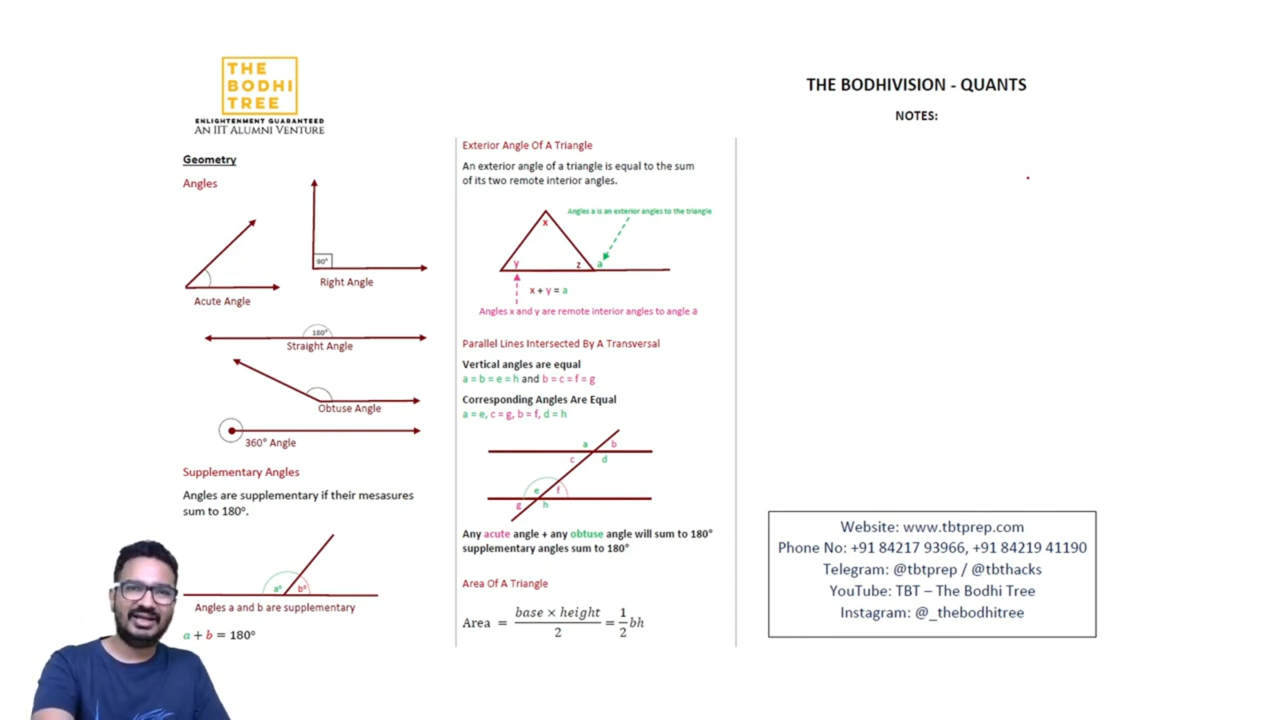 THE
BODHI
TREE
ENLIGHTENMENT GUARANTEED
AN IIT ALUMNI VENTURE
Geometry
Angles
Acute Angle
90°
Right Angle
180°
Straight Angle
Obtuse Angle
360° Angle
Supplementary Angles
Angles are supplementary if their mesasures
sum to 180°.
a° b°
Angles a and b are supplementary
a + b = 180°
Exterior Angle Of A Triangle
An exterior angle of a triangle is equal to the sum
of its two remote interior angles.
Angles a is an exterior angles to the triangle
x
y z a
x + y = a
Angles x and y are remote interior angles to angle a
Parallel Lines Intersected By A Transversal
Vertical angles are equal
a = b = e = h and b = c = f = g
Corresponding Angles Are Equal
a = e, c = g, b = f, d = h
a b
c d
e f
g h
Any acute angle + any obtuse angle will sum to 180°
supplementary angles sum to 180°
Area Of A Triangle
Area = base × height / 2 = 1/2 bh
THE BODHIVISION - QUANTS
NOTES:
Website: www.tbtprep.com
Phone No: +91 84217 93966, +91 84219 41190
Telegram: @tbtprep / @tbthacks
YouTube: TBT – The Bodhi Tree
Instagram: @_thebodhitree